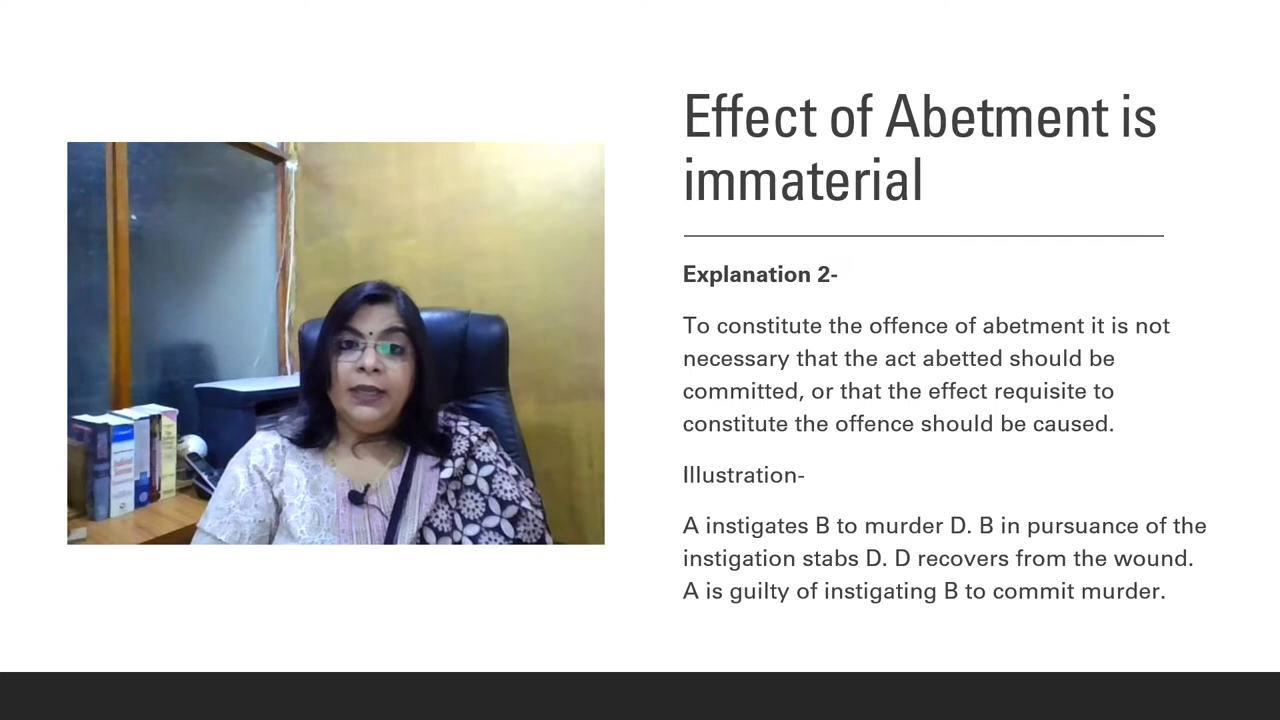 Effect of Abetment is
immaterial
Explanation 2-
To constitute the offence of abetment it is not
necessary that the act abetted should be
committed, or that the effect requisite to
constitute the offence should be caused.
Illustration-
A instigates B to murder D. B in pursuance of the
instigation stabs D. D recovers from the wound.
A is guilty of instigating B to commit murder.